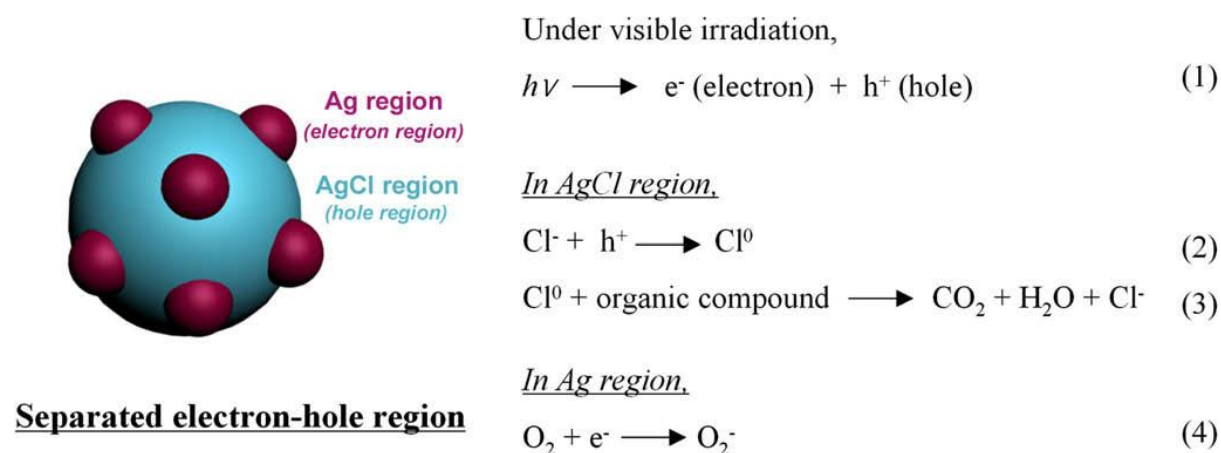 Ag region
(electron region)
AgCl region
(hole region)
Separated electron-hole region
Under visible irradiation,
hν ⟶ e⁻ (electron) + h⁺ (hole) (1)
In AgCl region,
Cl⁻ + h⁺ ⟶ Cl⁰ (2)
Cl⁰ + organic compound ⟶ CO₂ + H₂O + Cl⁻ (3)
In Ag region,
O₂ + e⁻ ⟶ O₂⁻ (4)